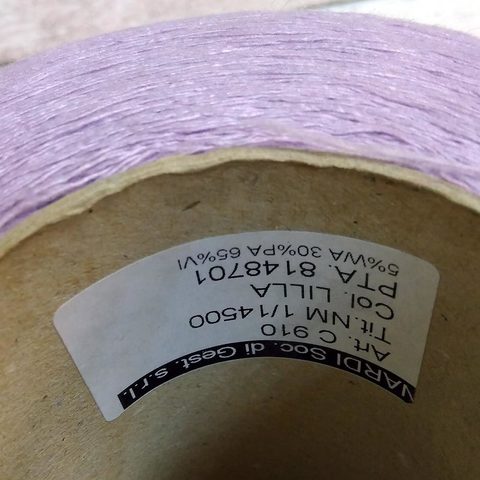 NARDI Soc. di Gest. s.r.l.
Art. C 910
Tit.NM 1/14500
Col. LILLA
PTA. 8148701
5%WA 30%PA 65%VI